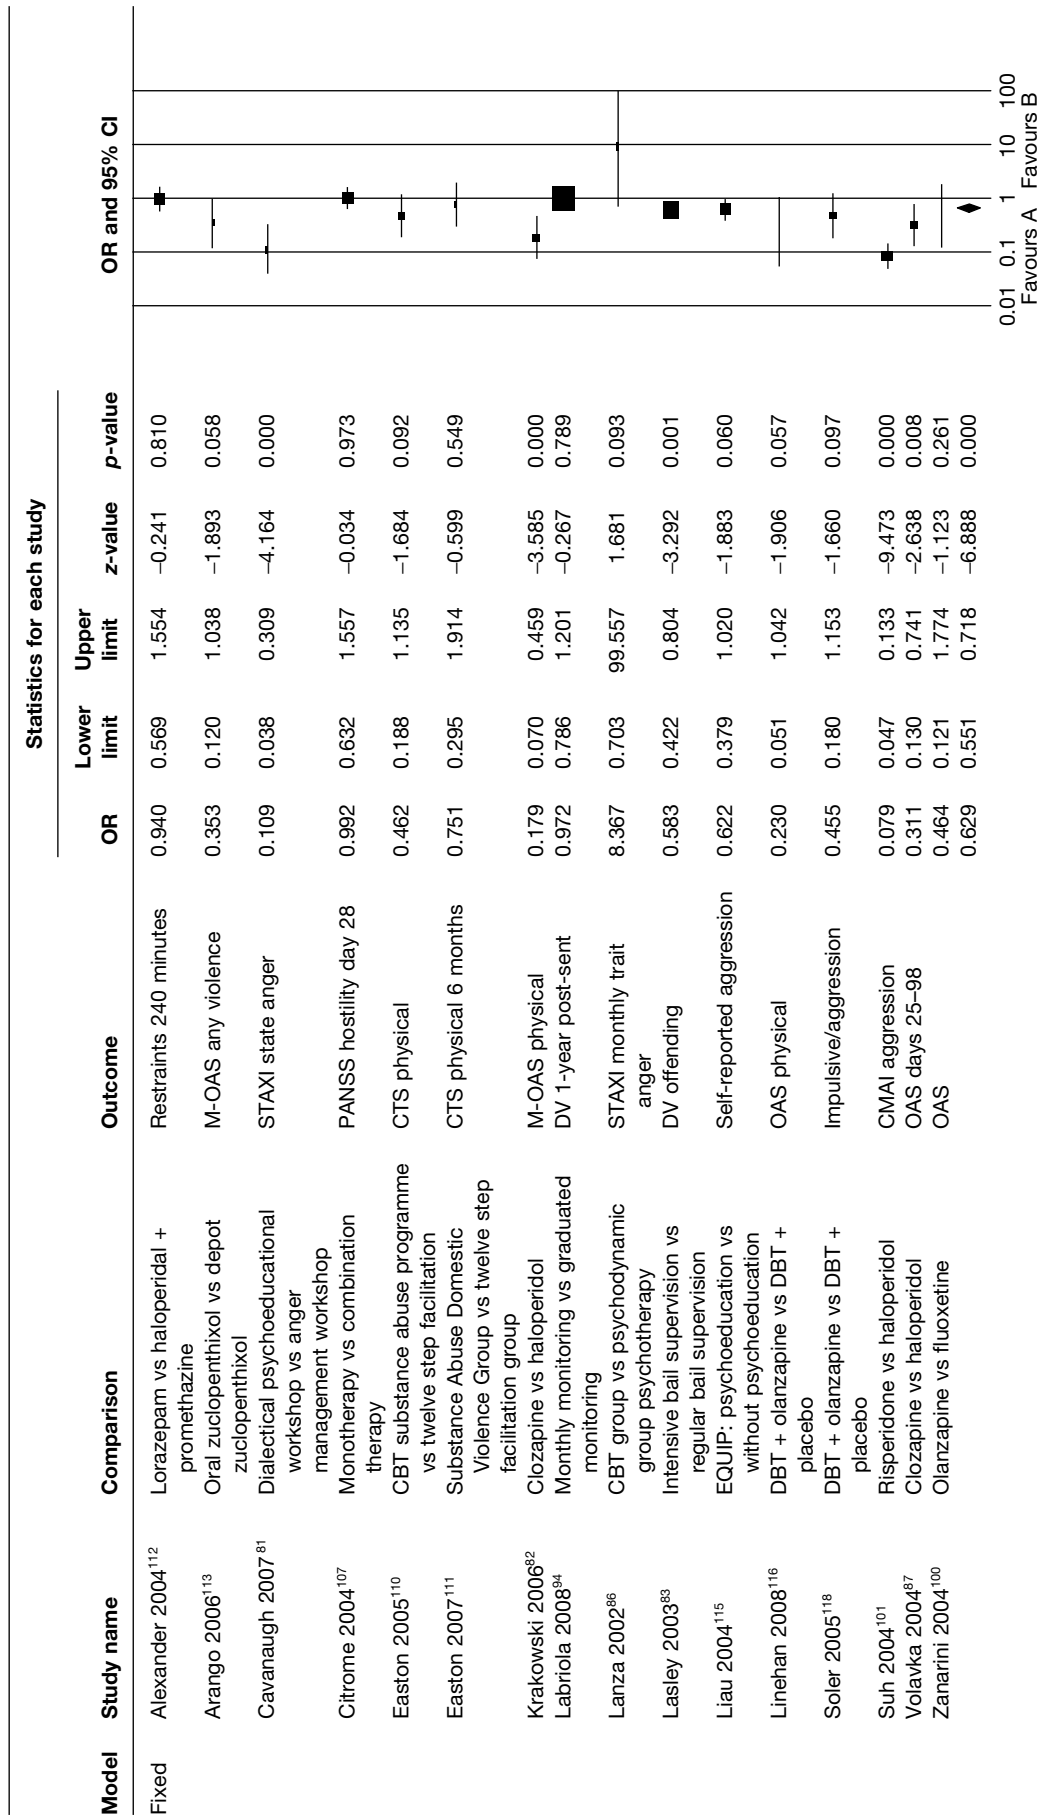 Statistics for each study
Model Study name Comparison Outcome OR Lower limit Upper limit z-value p-value OR and 95% CI
Fixed Alexander 2004112 Lorazepam vs haloperidal + Restraints 240 minutes 0.940 0.569 1.554 −0.241 0.810
promethazine
Arango 2006113 Oral zuclopenthixol vs depot M-OAS any violence 0.353 0.120 1.038 −1.893 0.058
zuclopenthixol
Cavanaugh 200781 Dialectical psychoeducational STAXI state anger 0.109 0.038 0.309 −4.164 0.000
workshop vs anger
management workshop
Citrome 2004107 Monotherapy vs combination PANSS hostility day 28 0.992 0.632 1.557 −0.034 0.973
therapy
Easton 2005110 CBT substance abuse programme CTS physical 0.462 0.188 1.135 −1.684 0.092
vs twelve step facilitation
Easton 2007111 Substance Abuse Domestic CTS physical 6 months 0.751 0.295 1.914 −0.599 0.549
Violence Group vs twelve step
facilitation group
Krakowski 200682 Clozapine vs haloperidol M-OAS physical 0.179 0.070 0.459 −3.585 0.000
Labriola 200894 Monthly monitoring vs graduated DV 1-year post-sent 0.972 0.786 1.201 −0.267 0.789
monitoring
Lanza 200286 CBT group vs psychodynamic STAXI monthly trait 8.367 0.703 99.557 1.681 0.093
group psychotherapy anger
Lasley 200383 Intensive bail supervision vs DV offending 0.583 0.422 0.804 −3.292 0.001
regular bail supervision
Liau 2004115 EQUIP: psychoeducation vs Self-reported aggression 0.622 0.379 1.020 −1.883 0.060
without psychoeducation
Linehan 2008116 DBT + olanzapine vs DBT + OAS physical 0.230 0.051 1.042 −1.906 0.057
placebo
Soler 2005118 DBT + olanzapine vs DBT + Impulsive/aggression 0.455 0.180 1.153 −1.660 0.097
placebo
Suh 2004101 Risperidone vs haloperidol CMAI aggression 0.079 0.047 0.133 −9.473 0.000
Volavka 200487 Clozapine vs haloperidol OAS days 25–98 0.311 0.130 0.741 −2.638 0.008
Zanarini 2004100 Olanzapine vs fluoxetine OAS 0.464 0.121 1.774 −1.123 0.261
0.629 0.551 0.718 −6.888 0.000
0.01 0.1 1 10 100
Favours A Favours B